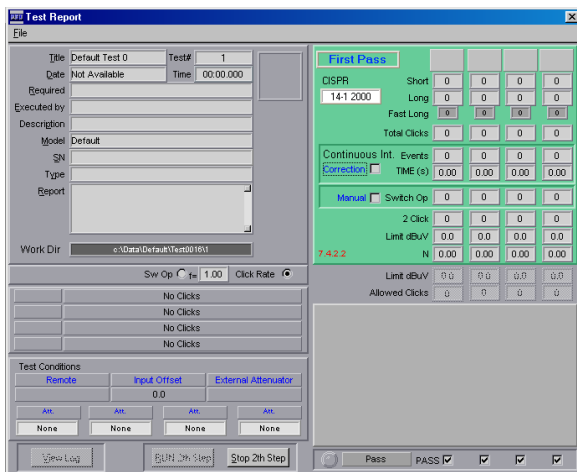 Test Report
File
Title Default Test 0 Test# 1
Date Not Available Time 00:00.000
Required
Executed by
Description
Model Default
SN
Type
Report
Work Dir c:\Data\Default\Test0016\1
Sw Op f= 1.00 Click Rate
No Clicks
No Clicks
No Clicks
No Clicks
Test Conditions
Remote Input Offset External Attenuator
0.0
Att. Att. Att. Att.
None None None None
View Log RUN 2th Step Stop 2th Step
First Pass
CISPR Short 0 0 0 0
14-1 2000 Long 0 0 0 0
Fast Long 0 0 0 0
Total Clicks 0 0 0 0
Continuous Int. Events 0 0 0 0
Correction TIME (s) 0.00 0.00 0.00 0.00
Manual Switch Op 0 0 0 0
2 Click 0 0 0 0
Limit dBuV 0.0 0.0 0.0 0.0
7.4.2.2 N 0.00 0.00 0.00 0.00
Limit dBuV 0.0 0.0 0.0 0.0
Allowed Clicks 0 0 0 0
Pass PASS